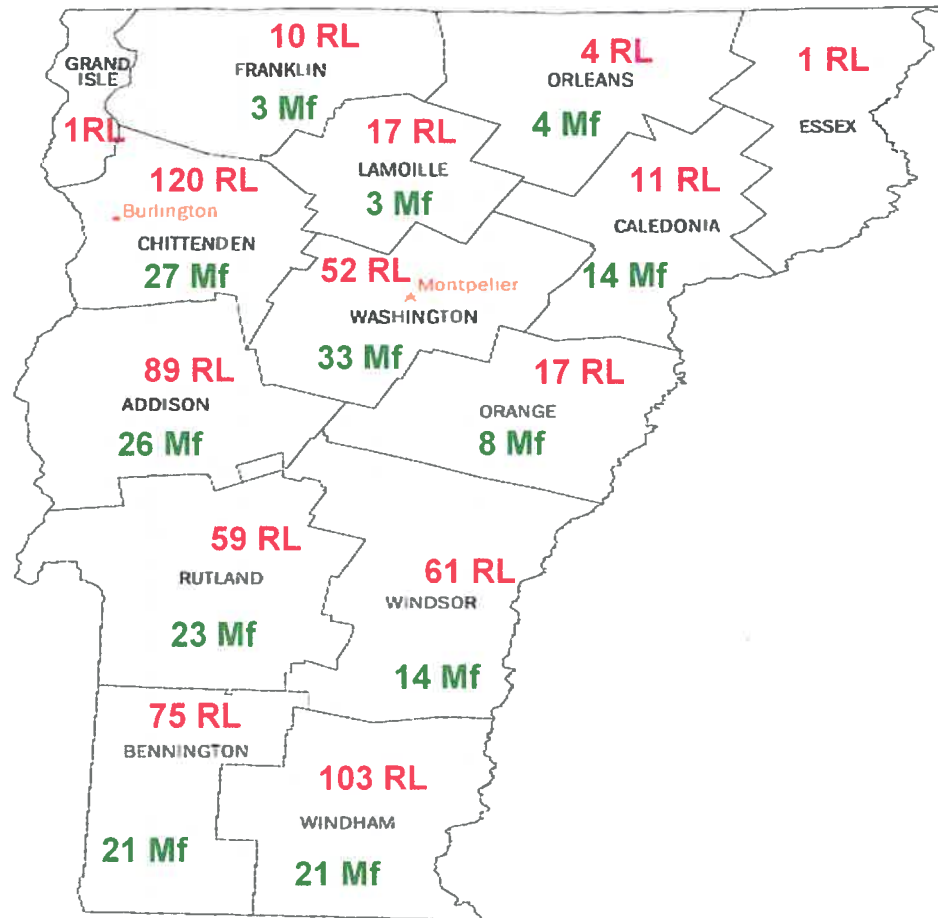 10 RL
FRANKLIN
3 Mf
4 RL
ORLEANS
4 Mf
1 RL
ESSEX
GRAND
ISLE
1RL
17 RL
LAMOILLE
3 Mf
11 RL
CALEDONIA
14 Mf
120 RL
Burlington
CHITTENDEN
27 Mf
52 RL
Montpelier
WASHINGTON
33 Mf
89 RL
ADDISON
26 Mf
17 RL
ORANGE
8 Mf
59 RL
RUTLAND
23 Mf
61 RL
WINDSOR
14 Mf
75 RL
BENNINGTON
21 Mf
103 RL
WINDHAM
21 Mf